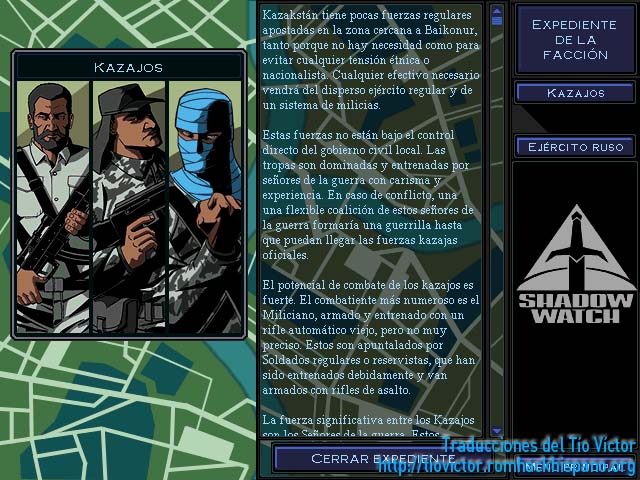 KAZAJOS
Kazakstán tiene pocas fuerzas regulares
apostadas en la zona cercana a Baikonur,
tanto porque no hay necesidad como para
evitar cualquier tensión étnica o
nacionalista. Cualquier efectivo necesario
vendrá del disperso ejército regular y de
un sistema de milicias.
Estas fuerzas no están bajo el control
directo del gobierno civil local. Las
tropas son dominadas y entrenadas por
señores de la guerra con carisma y
experiencia. En caso de conflicto, una
una flexible coalición de estos señores de
la guerra formaría una guerrilla hasta
que puedan llegar las fuerzas kazajas
oficiales.
El potencial de combate de los kazajos es
fuerte. El combatiente más numeroso es el
Miliciano, armado y entrenado con un
rifle automático viejo, pero no muy
preciso. Estos son apuntalados por
Soldados regulares o reservistas, que han
sido entrenados debidamente y van
armados con rifles de asalto.
La fuerza significativa entre los Kazajos
son los Señores de la guerra. Estos
CERRAR EXPEDIENTE
EXPEDIENTE
DE LA
FACCIÓN
KAZAJOS
EJÉRCITO RUSO
SHADOW
WATCH
MENÚ PRINCIPAL
Traducciones del Tío Víctor
http://tiovictor.romhackhispano.org